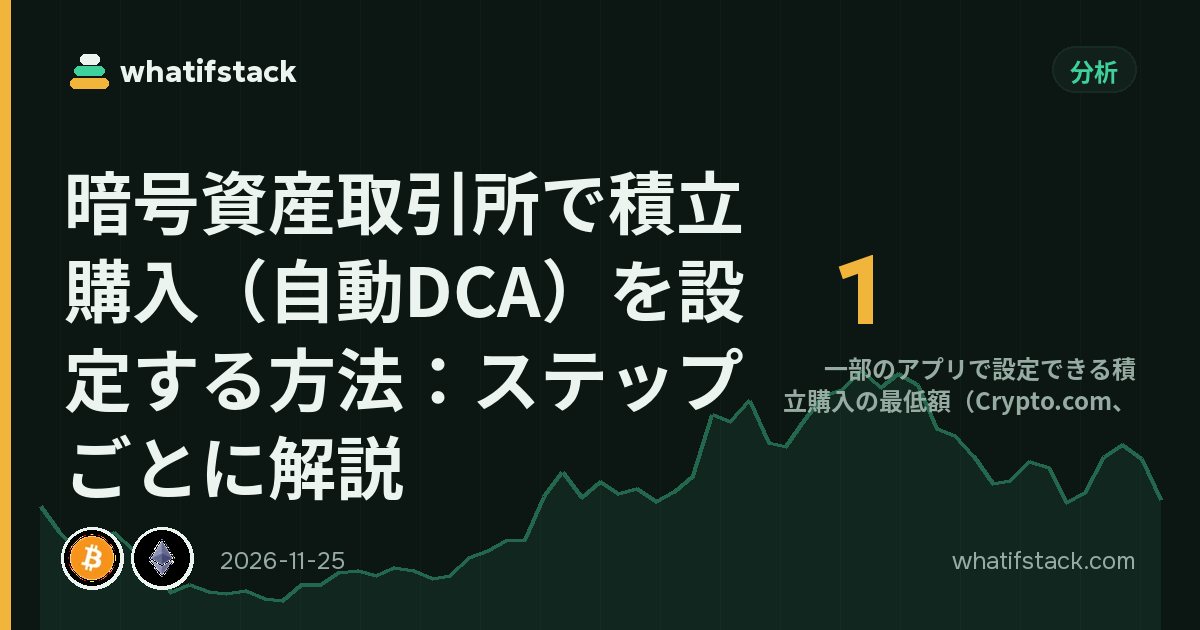 whatifstack
分析
暗号資産取引所で積立
購入（自動DCA）を設
定する方法：ステップ
ごとに解説
1
一部のアプリで設定できる積
立購入の最低額（Crypto.com、
2026-11-25
whatifstack.com